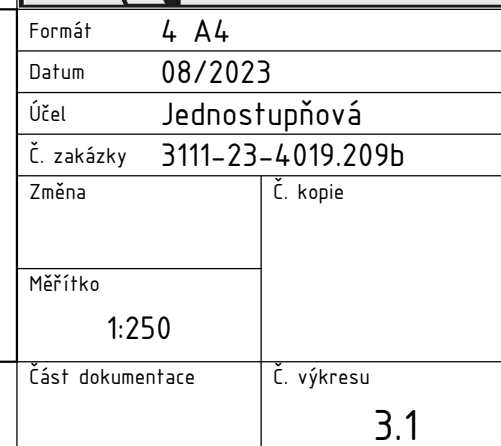 Formát 4 A4
Datum 08/2023
Účel Jednostupňová
Č. zakázky 3111-23-4019.209b
Změna Č. kopie
Měřítko
1:250
Část dokumentace Č. výkresu
3.1